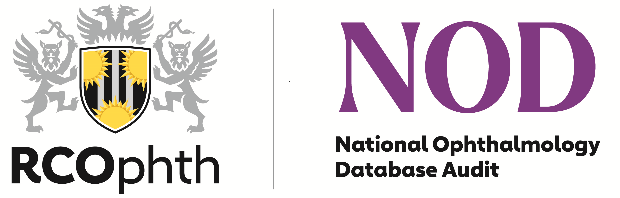 RCOphth
NOD
National Ophthalmology
Database Audit